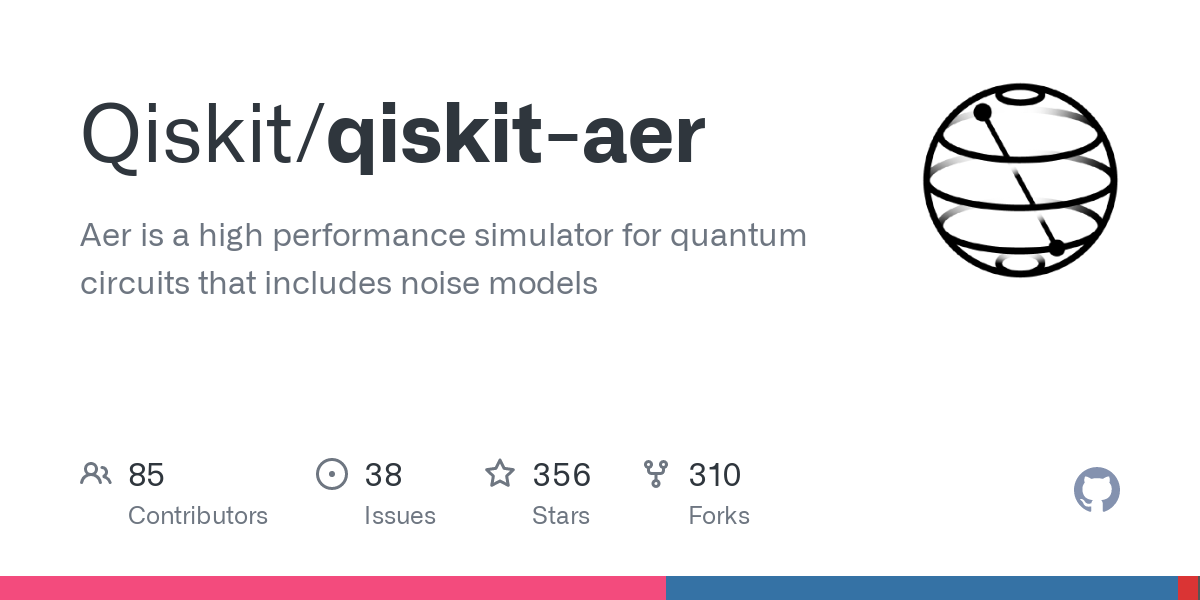 Qiskit/qiskit-aer
Aer is a high performance simulator for quantum
circuits that includes noise models
85 38 356 310
Contributors Issues Stars Forks